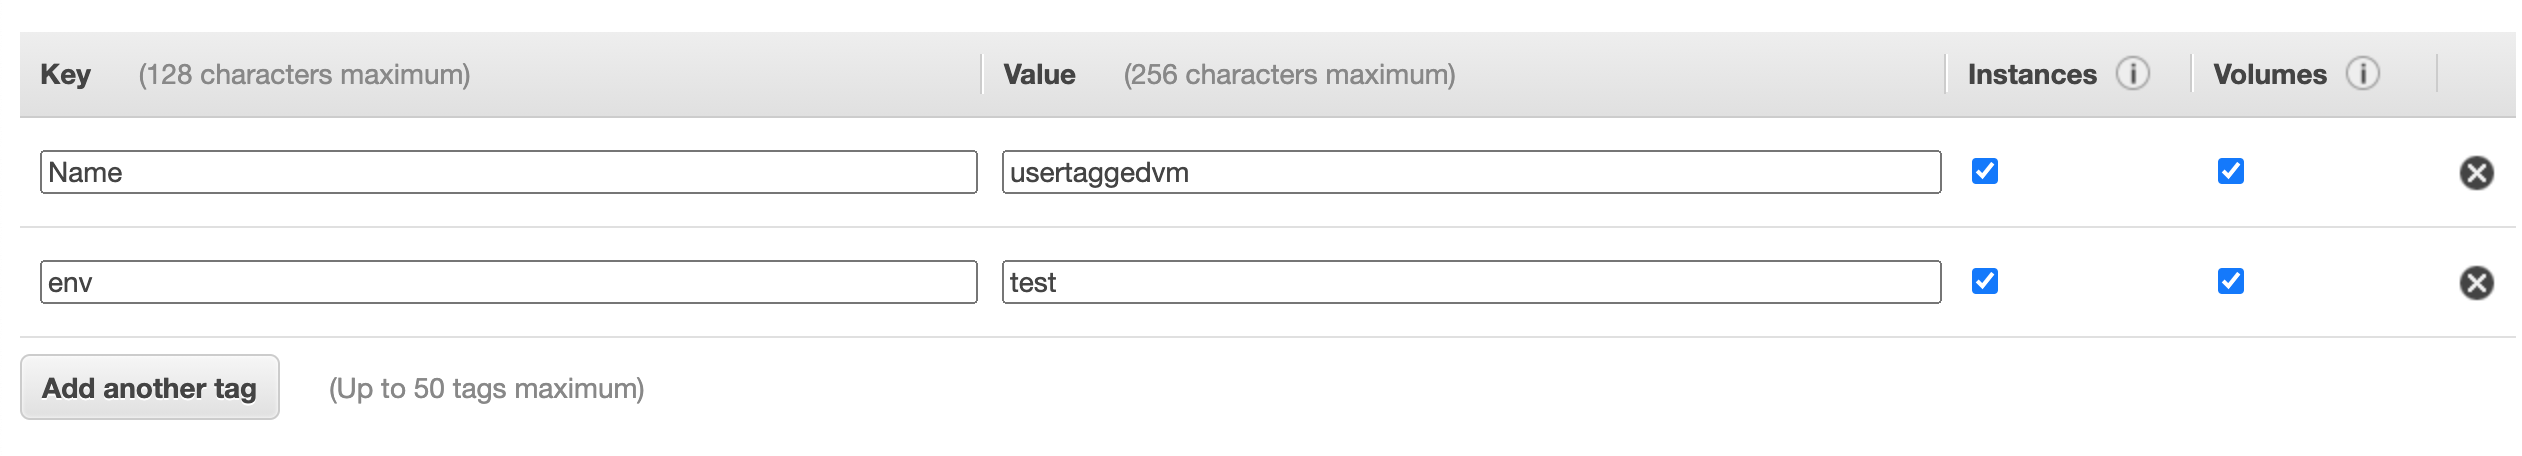 Key (128 characters maximum) Value (256 characters maximum) Instances i Volumes i
Name usertaggedvm
env test
Add another tag (Up to 50 tags maximum)